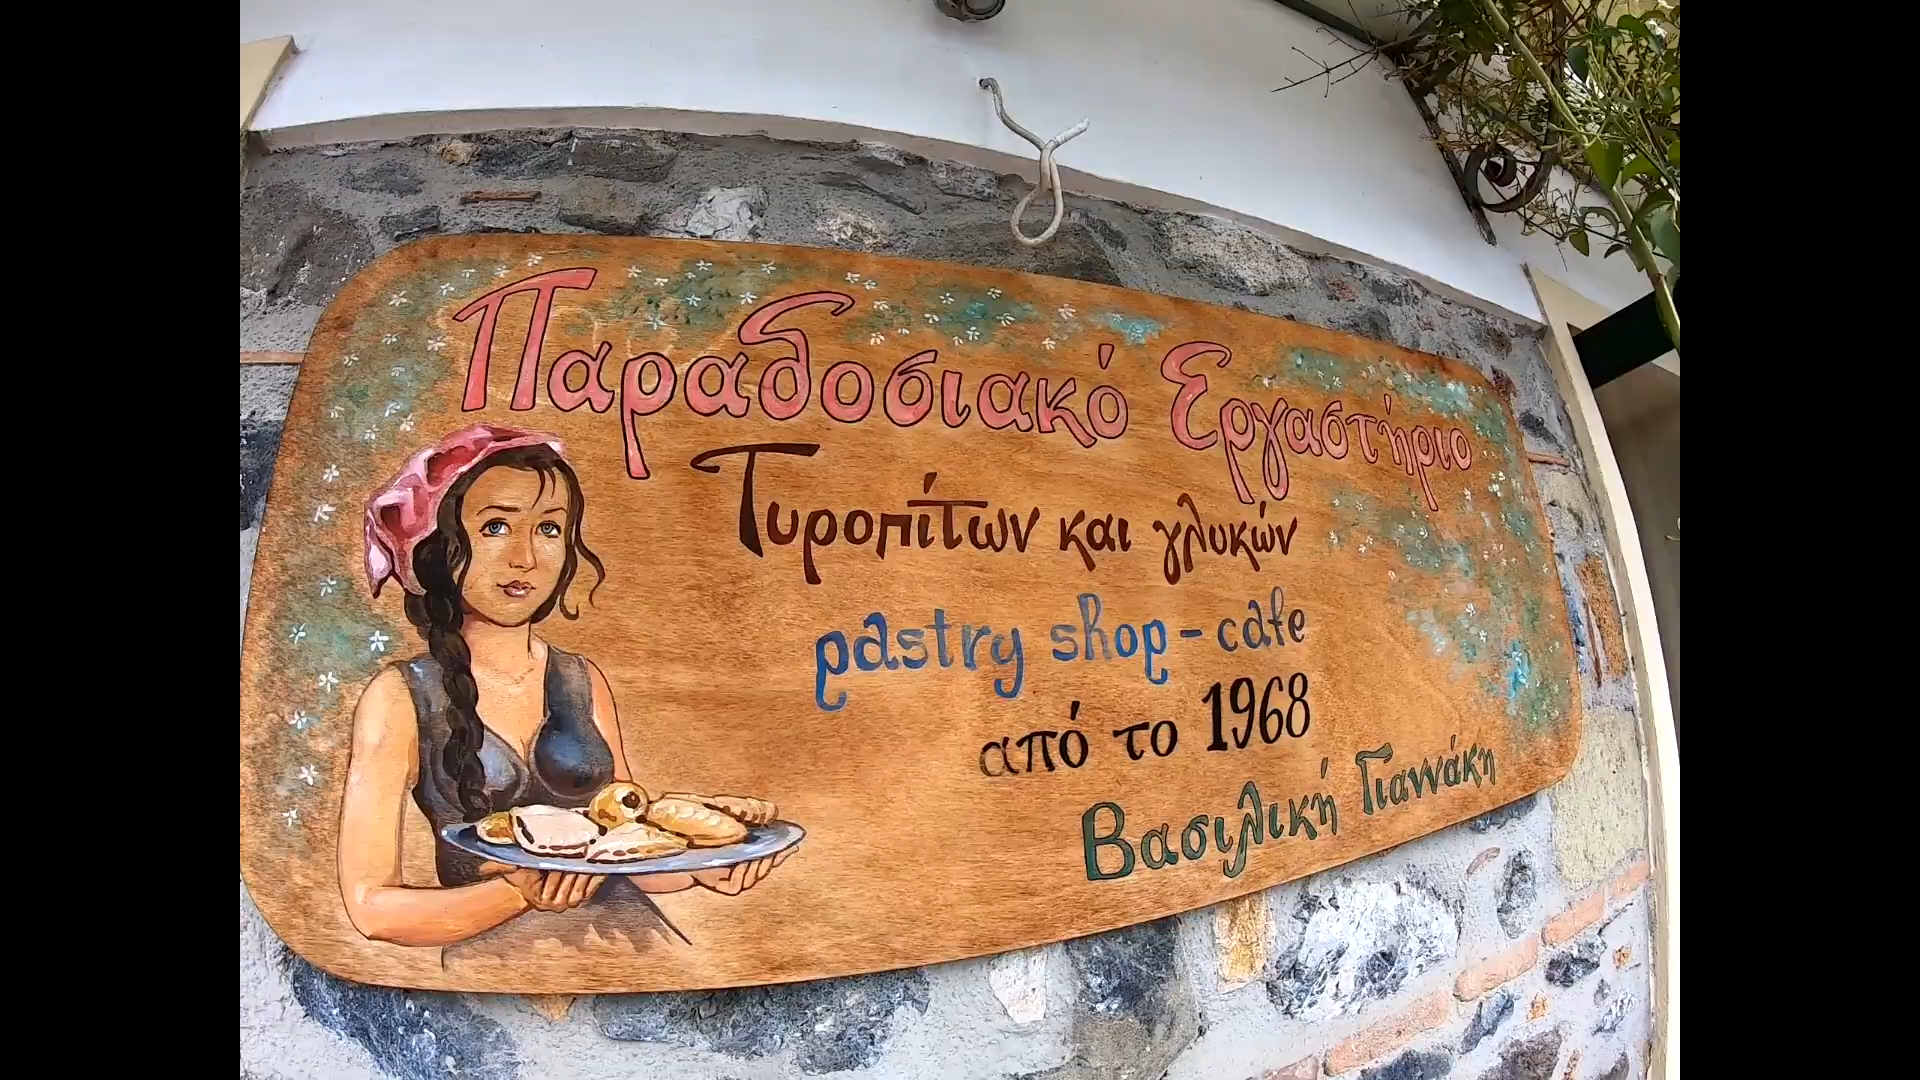 Παραδοσιακό Εργαστήριο
Τυροπίτων και γλυκών
pastry shop - cafe
από το 1968
Βασιλική Γιαννάκη